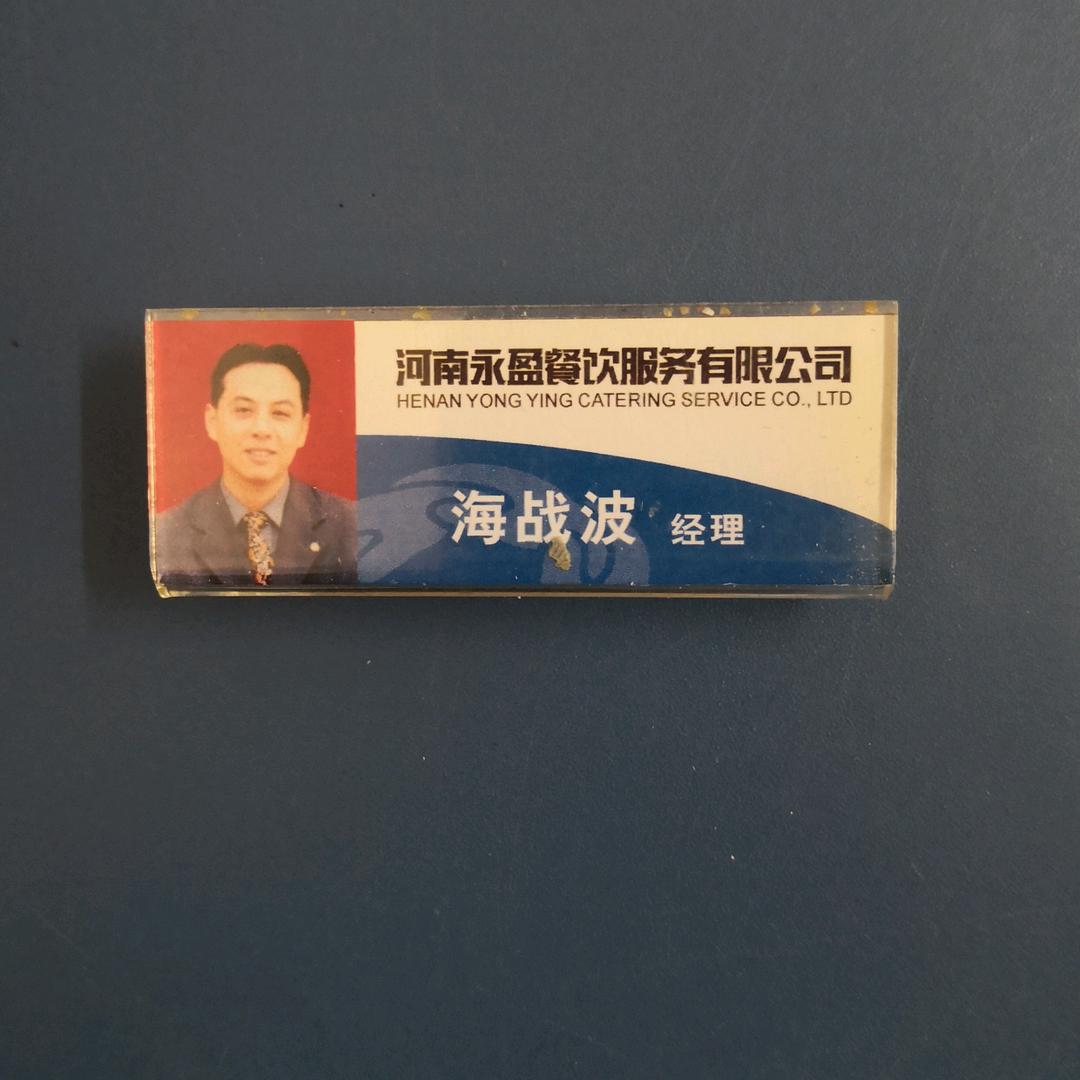 河南永盈餐饮服务有限公司
HENAN YONG YING CATERING SERVICE CO., LTD
海战波 经理